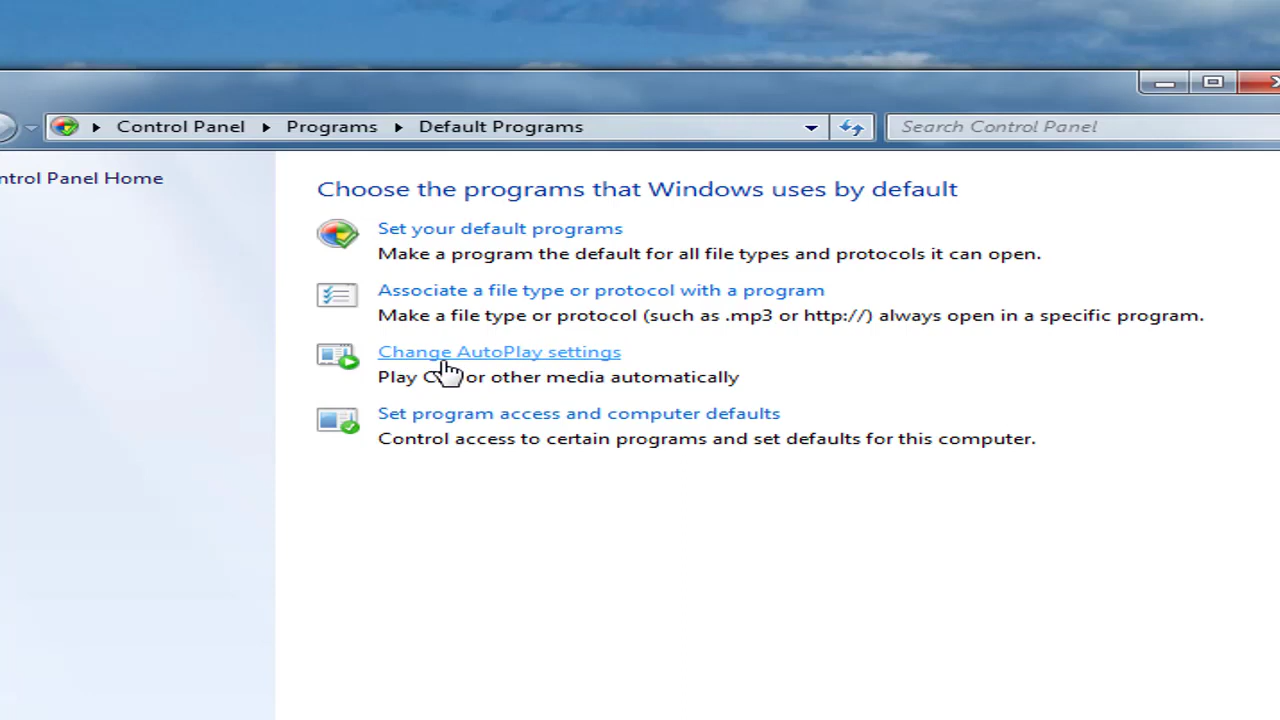 Control Panel Programs Default Programs Search Control Panel
ntrol Panel Home
Choose the programs that Windows uses by default
Set your default programs
Make a program the default for all file types and protocols it can open.
Associate a file type or protocol with a program
Make a file type or protocol (such as .mp3 or http://) always open in a specific program.
Change AutoPlay settings
Play or other media automatically
Set program access and computer defaults
Control access to certain programs and set defaults for this computer.